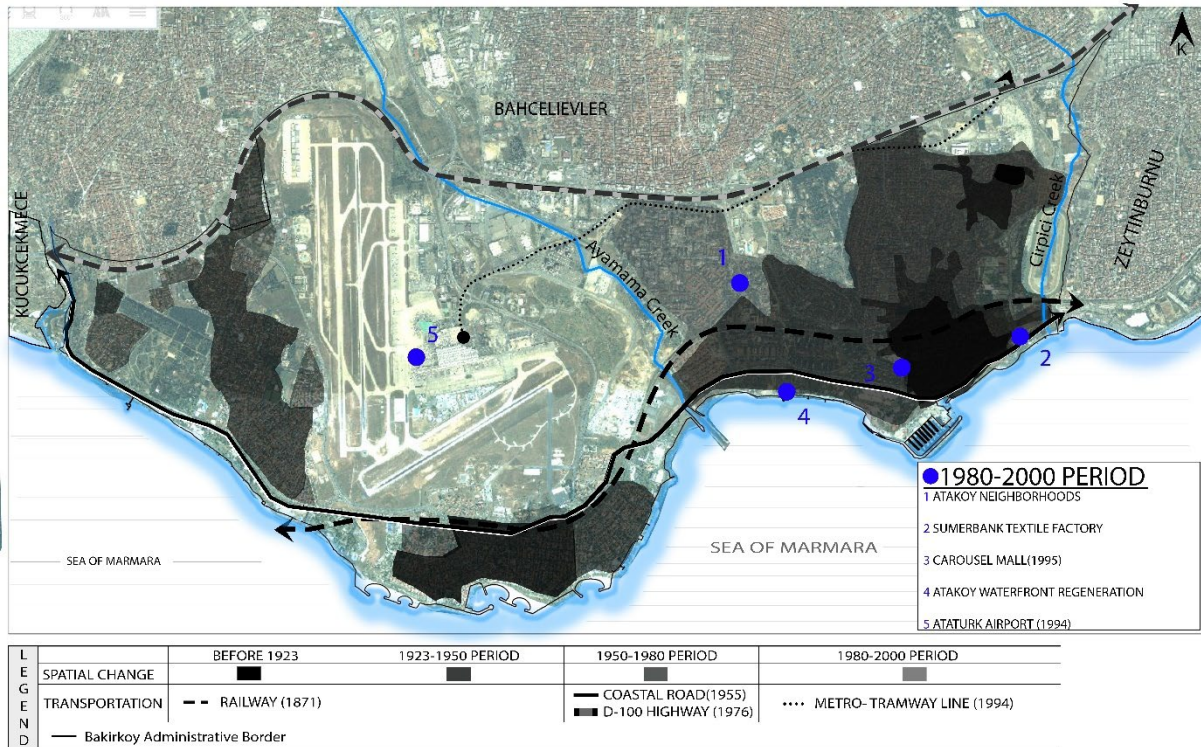 K
BAHCELIEVLER
KUCUKCEKMECE
ZEYTINBURNU
Cirpici Creek
Ayamama Creek
1
5
2
3
4
SEA OF MARMARA
SEA OF MARMARA
1980-2000 PERIOD
1 ATAKOY NEIGHBORHOODS
2 SUMERBANK TEXTILE FACTORY
3 CAROUSEL MALL(1995)
4 ATAKOY WATERFRONT REGENERATION
5 ATATURK AIRPORT (1994)
LEGEND
BEFORE 1923 1923-1950 PERIOD 1950-1980 PERIOD 1980-2000 PERIOD
SPATIAL CHANGE
TRANSPORTATION RAILWAY (1871) COASTAL ROAD(1955) METRO- TRAMWAY LINE (1994)
D-100 HIGHWAY (1976)
Bakirkoy Administrative Border